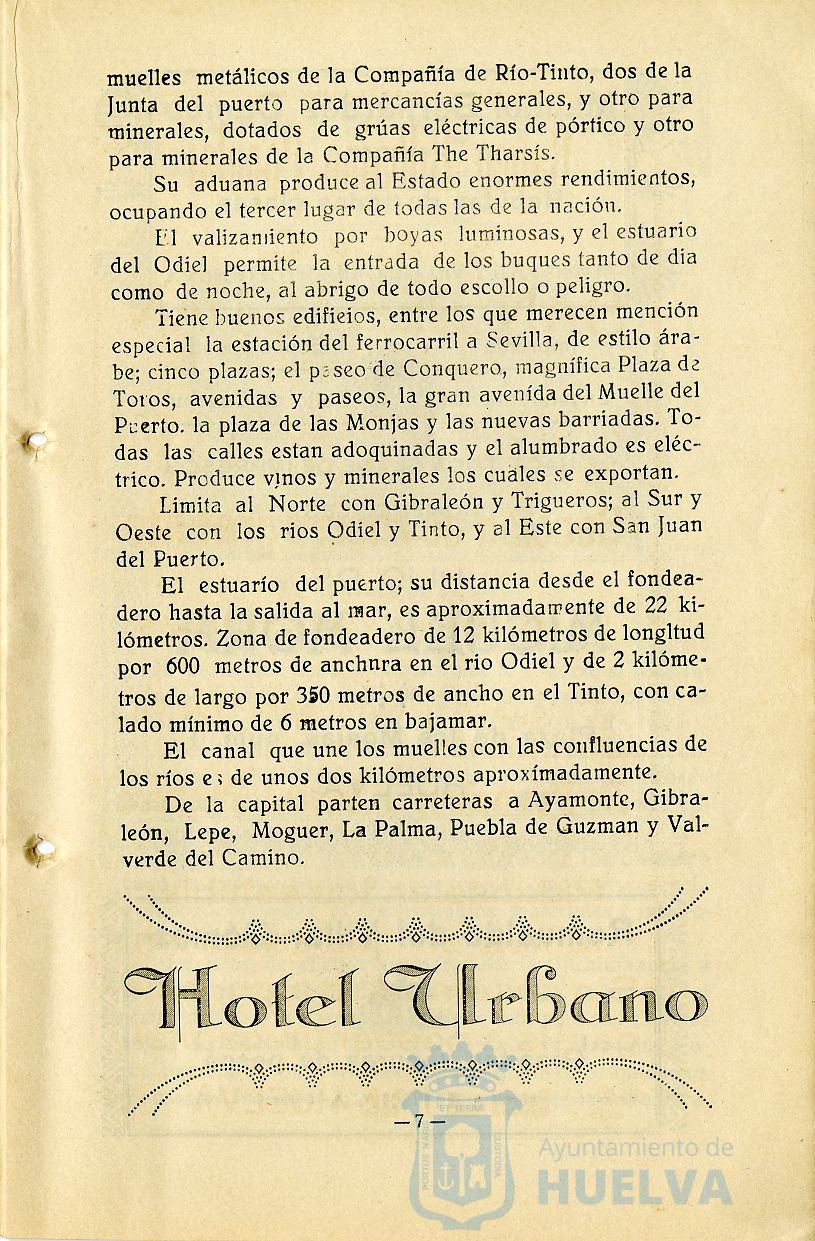 muelles metálicos de la Compañía de Río-Tinto, dos de la
Junta del puerto para mercancías generales, y otro para
minerales, dotados de grúas eléctricas de pórtico y otro
para minerales de la Compañía The Tharsís.
Su aduana produce al Estado enormes rendimientos,
ocupando el tercer lugar de todas las de la nación.
El valizamiento por boyas luminosas, y el estuario
del Odiel permite la entrada de los buques tanto de dia
como de noche, al abrigo de todo escollo o peligro.
Tiene buenos edifieios, entre los que merecen mención
especial la estación del ferrocarril a Sevilla, de estilo ára-
be; cinco plazas; el paseo de Conquero, magnífica Plaza de
Toros, avenidas y paseos, la gran avenída del Muelle del
Puerto. la plaza de las Monjas y las nuevas barriadas. To-
das las calles estan adoquinadas y el alumbrado es eléc-
trico. Produce vinos y minerales los cuáles se exportan.
Limita al Norte con Gibraleón y Trigueros; al Sur y
Oeste con los rios Odiel y Tinto, y al Este con San Juan
del Puerto.
El estuarío del puerto; su distancia desde el fondea-
dero hasta la salida al mar, es aproximadamente de 22 ki-
lómetros. Zona de fondeadero de 12 kilómetros de longltud
por 600 metros de anchnra en el rio Odiel y de 2 kilóme-
tros de largo por 350 metros de ancho en el Tinto, con ca-
lado mínimo de 6 metros en bajamar.
El canal que une los muelles con las confluencias de
los ríos es de unos dos kilómetros aproxímadamente.
De la capital parten carreteras a Ayamonte, Gibra-
león, Lepe, Moguer, La Palma, Puebla de Guzman y Val-
verde del Camino.
Hotel Urbano
—7—
PORTUS MARIS ET TERRÆ CUSTODIA
Ayuntamiento de
HUELVA